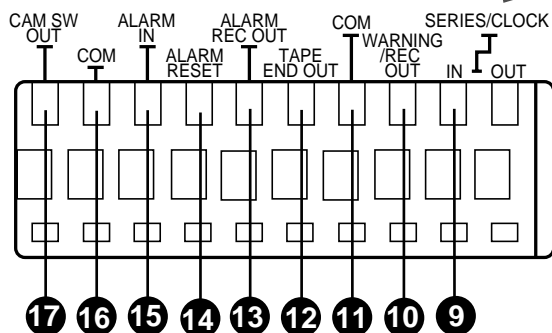 CAM SW
OUT
COM
ALARM
IN
ALARM
RESET
ALARM
REC OUT
TAPE
END OUT
COM
WARNING
/REC
OUT
SERIES/CLOCK
IN
OUT
17 16 15 14 13 12 11 10 9